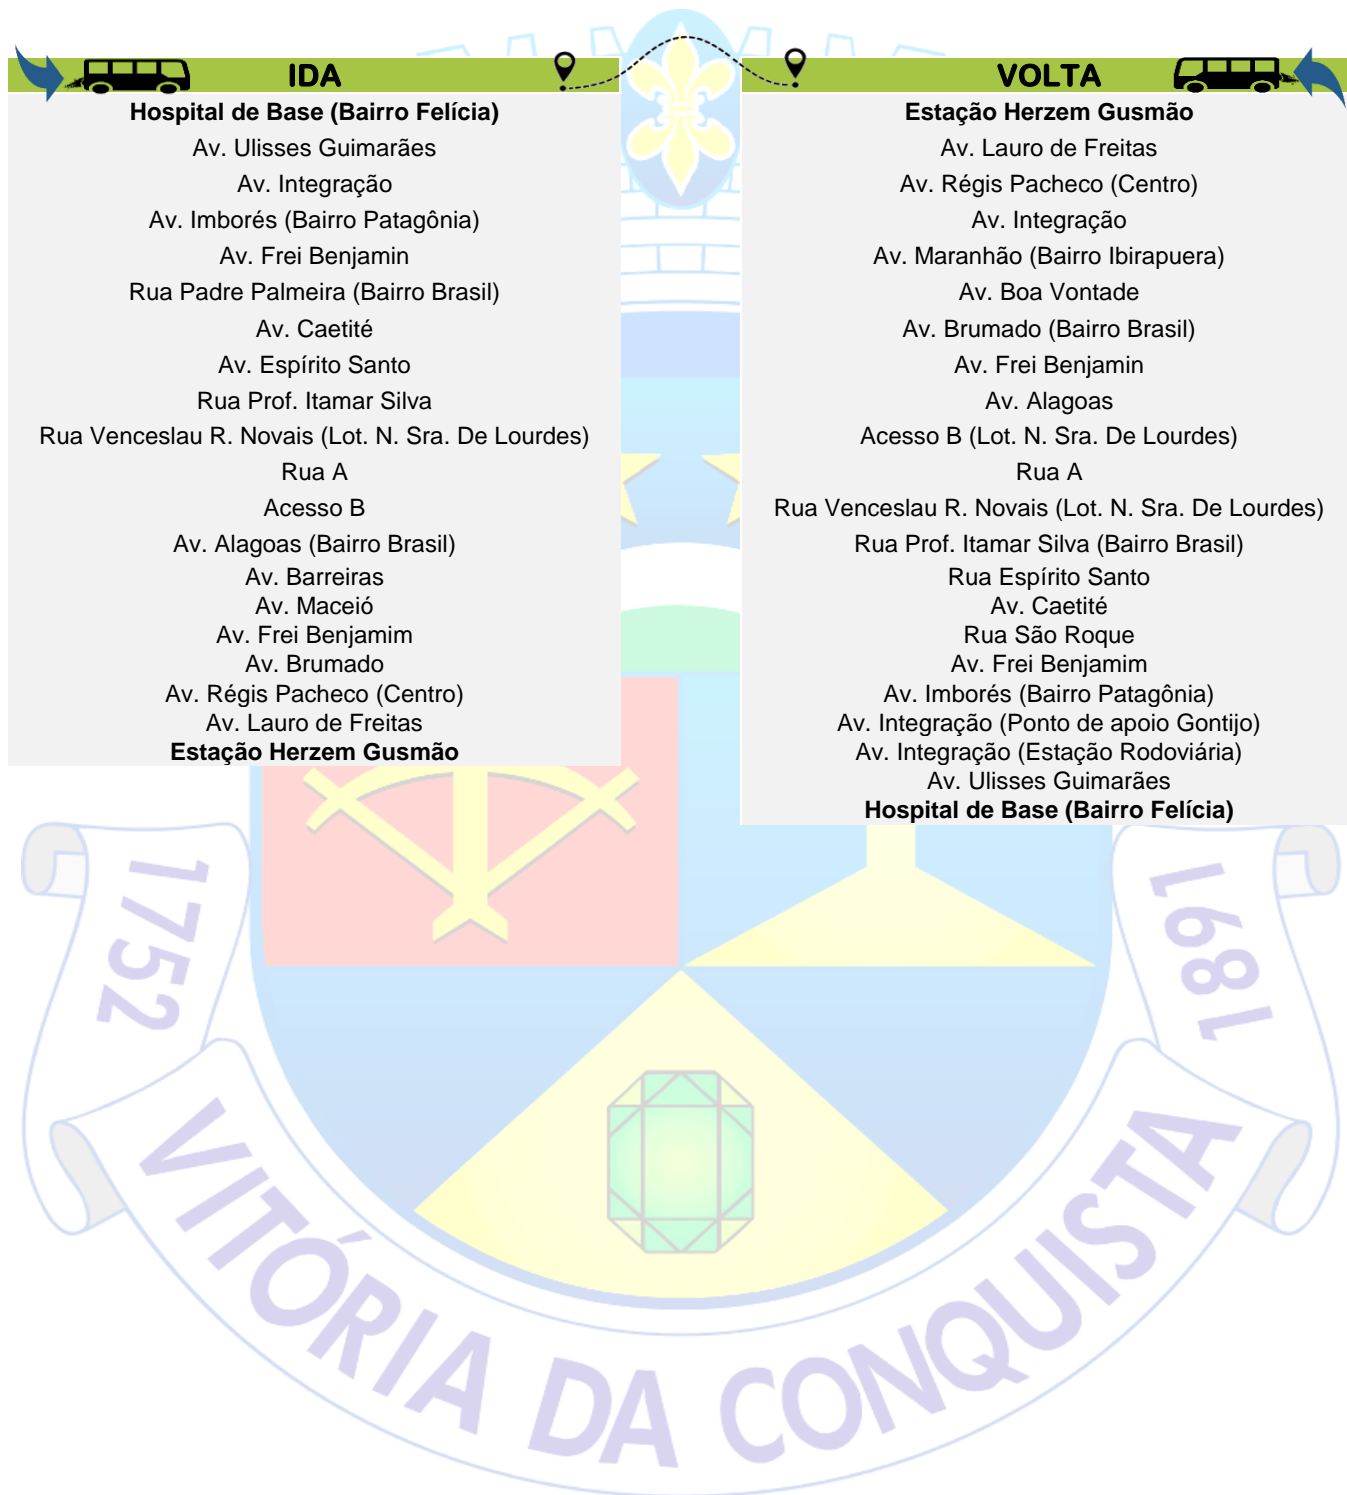 IDA
Hospital de Base (Bairro Felícia)
Av. Ulisses Guimarães
Av. Integração
Av. Imborés (Bairro Patagônia)
Av. Frei Benjamin
Rua Padre Palmeira (Bairro Brasil)
Av. Caetité
Av. Espírito Santo
Rua Prof. Itamar Silva
Rua Venceslau R. Novais (Lot. N. Sra. De Lourdes)
Rua A
Acesso B
Av. Alagoas (Bairro Brasil)
Av. Barreiras
Av. Maceió
Av. Frei Benjamim
Av. Brumado
Av. Régis Pacheco (Centro)
Av. Lauro de Freitas
Estação Herzem Gusmão
VOLTA
Estação Herzem Gusmão
Av. Lauro de Freitas
Av. Régis Pacheco (Centro)
Av. Integração
Av. Maranhão (Bairro Ibirapuera)
Av. Boa Vontade
Av. Brumado (Bairro Brasil)
Av. Frei Benjamin
Av. Alagoas
Acesso B (Lot. N. Sra. De Lourdes)
Rua A
Rua Venceslau R. Novais (Lot. N. Sra. De Lourdes)
Rua Prof. Itamar Silva (Bairro Brasil)
Rua Espírito Santo
Av. Caetité
Rua São Roque
Av. Frei Benjamim
Av. Imborés (Bairro Patagônia)
Av. Integração (Ponto de apoio Gontijo)
Av. Integração (Estação Rodoviária)
Av. Ulisses Guimarães
Hospital de Base (Bairro Felícia)
1752
1891
VITÓRIA DA CONQUISTA